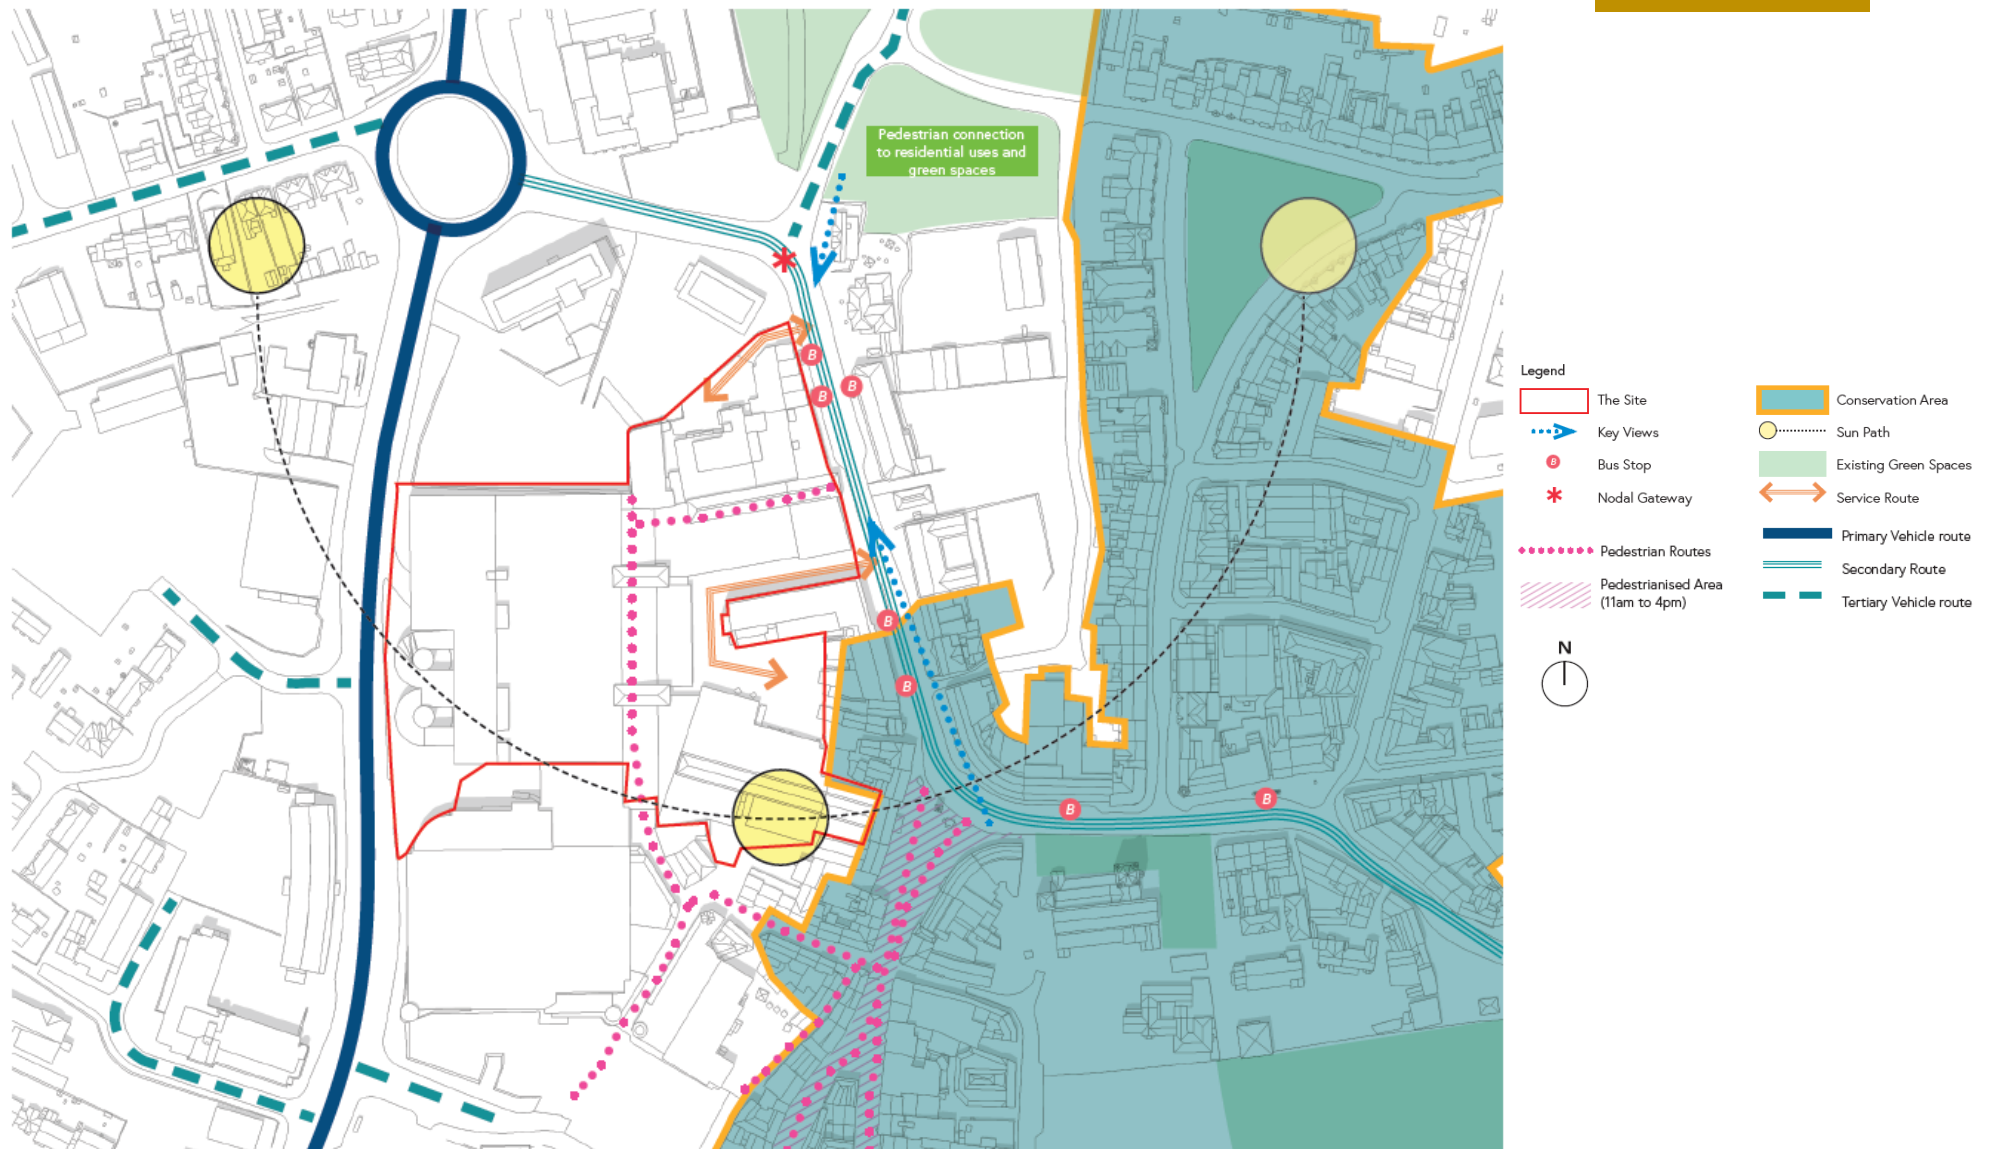 Pedestrian connection
to residential uses and
green spaces
B
B
B
B
B
B
B
Legend
The Site
Key Views
B
Bus Stop
Nodal Gateway
Pedestrian Routes
Pedestrianised Area
(11am to 4pm)
Conservation Area
Sun Path
Existing Green Spaces
Service Route
Primary Vehicle route
Secondary Route
Tertiary Vehicle route
N